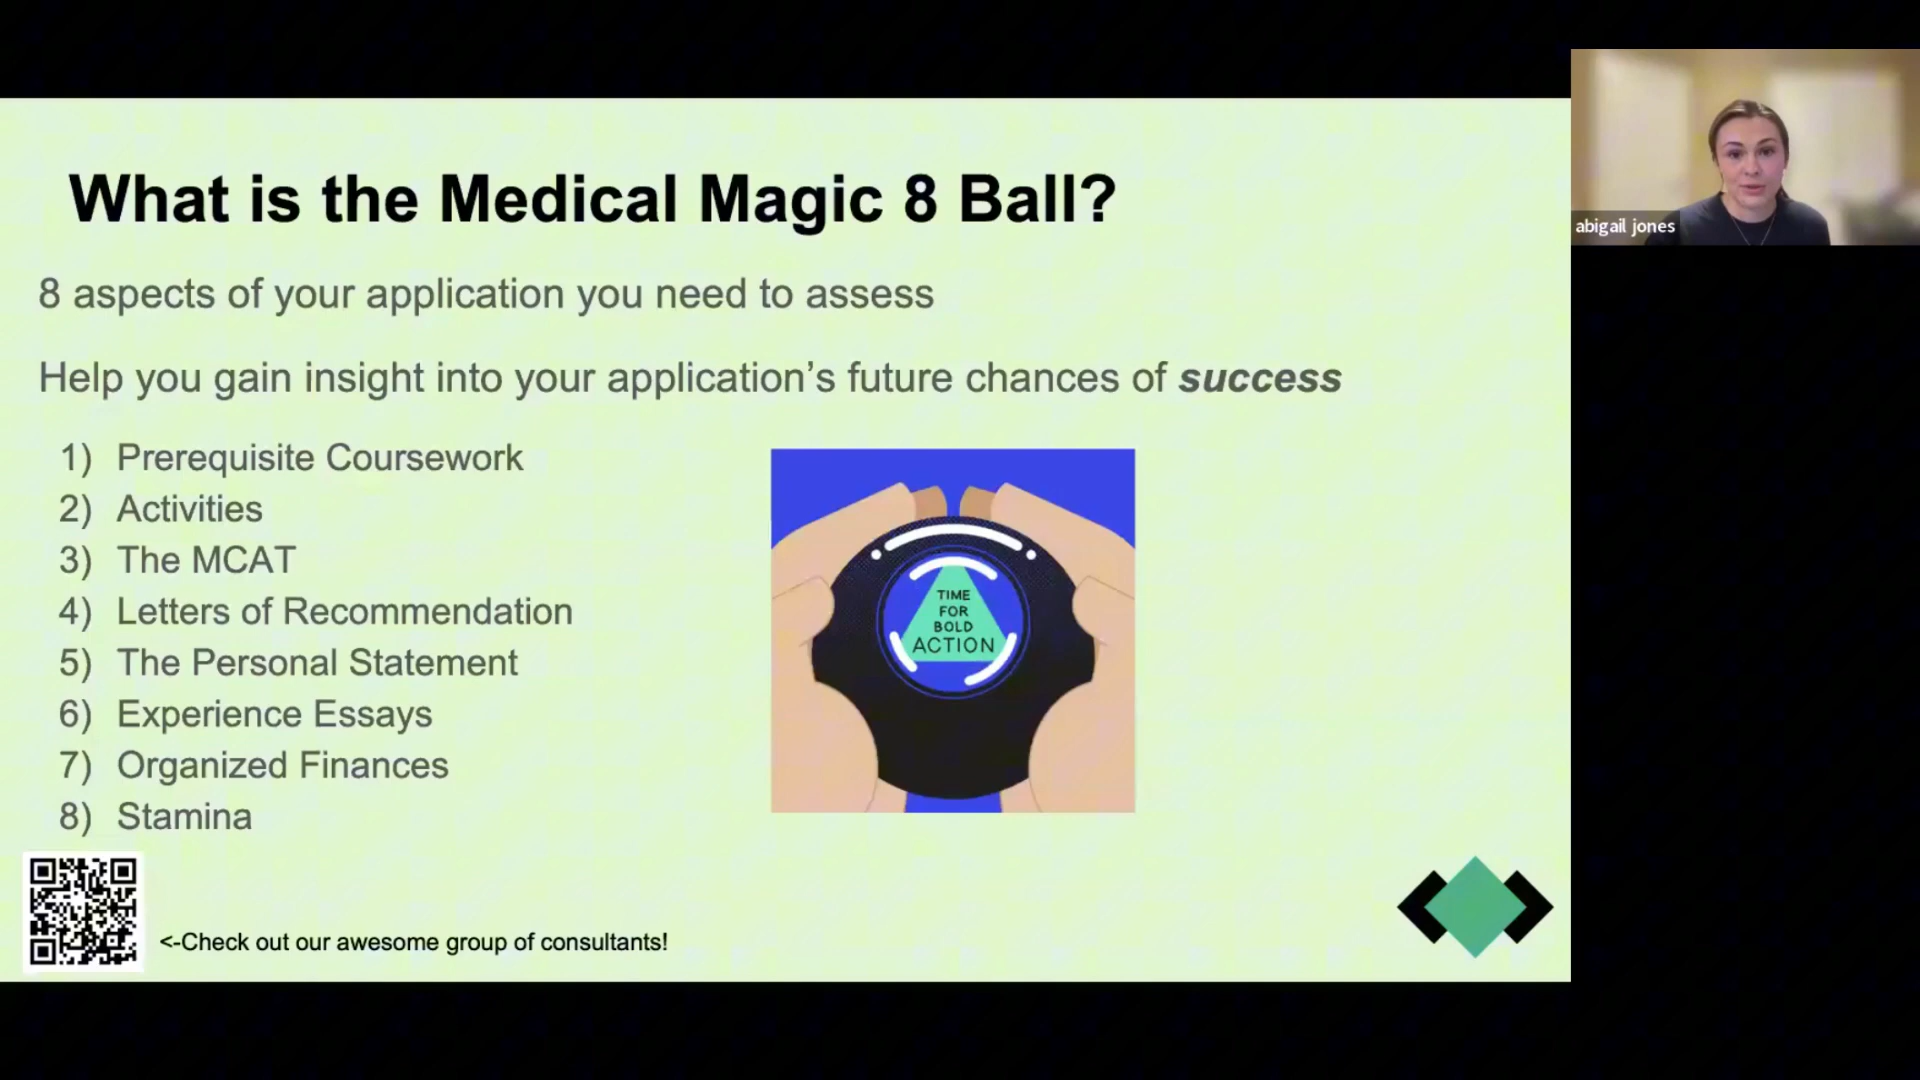 What is the Medical Magic 8 Ball?
abigail jones
8 aspects of your application you need to assess
Help you gain insight into your application’s future chances of success
1) Prerequisite Coursework
2) Activities
3) The MCAT
4) Letters of Recommendation
5) The Personal Statement
6) Experience Essays
7) Organized Finances
8) Stamina
TIME
FOR
BOLD
ACTION
<-Check out our awesome group of consultants!